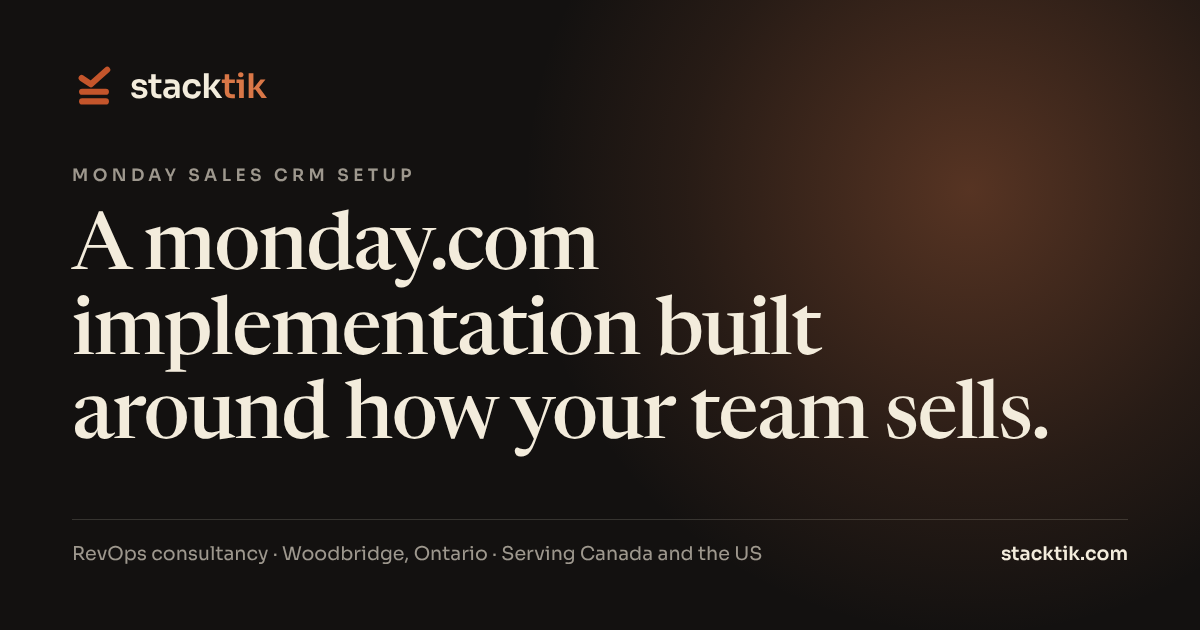 stacktik
MONDAY SALES CRM SETUP
A monday.com
implementation built
around how your team sells.
RevOps consultancy · Woodbridge, Ontario · Serving Canada and the US
stacktik.com